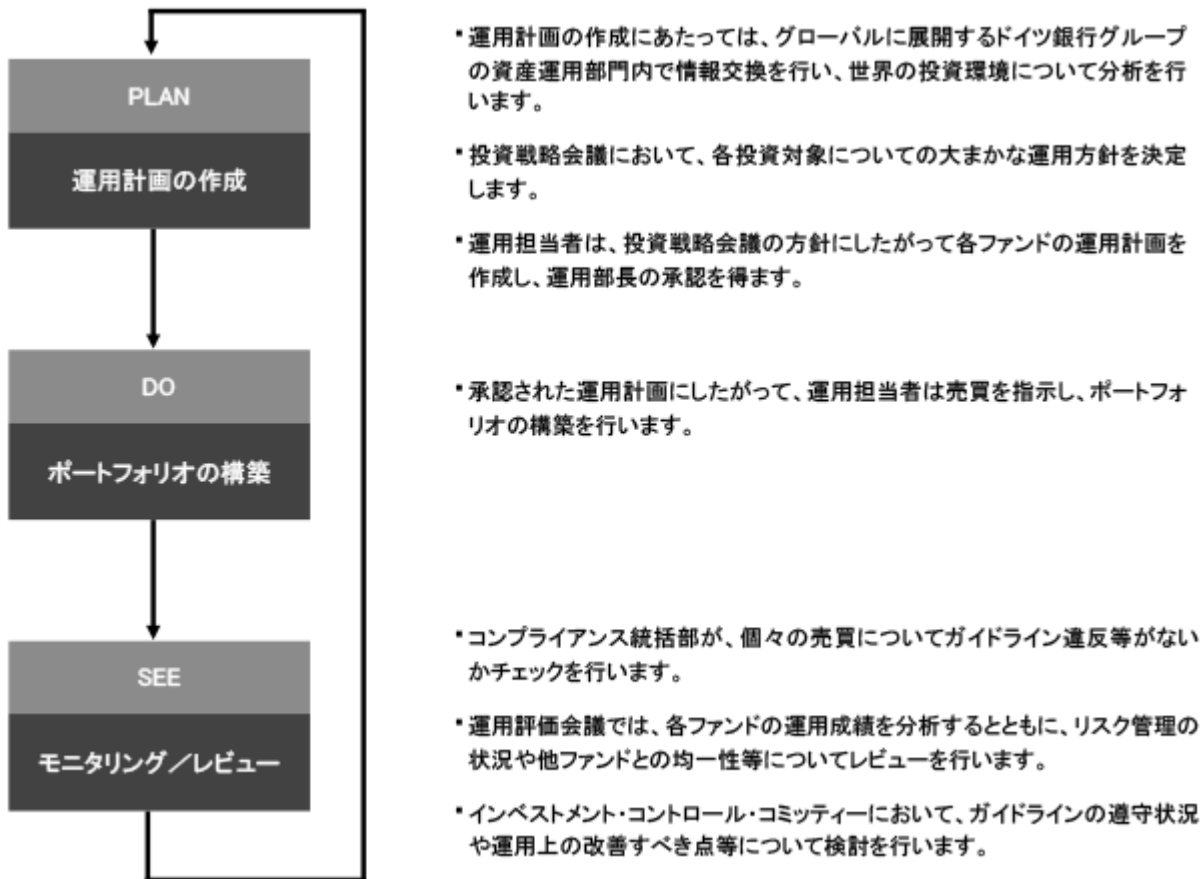 PLAN
運用計画の作成
▪運用計画の作成にあたっては、グローバルに展開するドイツ銀行グループ
の資産運用部門内で情報交換を行い、世界の投資環境について分析を行
います。
▪投資戦略会議において、各投資対象についての大まかな運用方針を決定
します。
▪運用担当者は、投資戦略会議の方針にしたがって各ファンドの運用計画を
作成し、運用部長の承認を得ます。
DO
ポートフォリオの構築
▪承認された運用計画にしたがって、運用担当者は売買を指示し、ポートフォ
リオの構築を行います。
SEE
モニタリング／レビュー
▪コンプライアンス統括部が、個々の売買についてガイドライン違反等がない
かチェックを行います。
▪運用評価会議では、各ファンドの運用成績を分析するとともに、リスク管理の
状況や他ファンドとの均一性等についてレビューを行います。
▪インベストメント・コントロール・コミッティーにおいて、ガイドラインの遵守状況
や運用上の改善すべき点等について検討を行います。